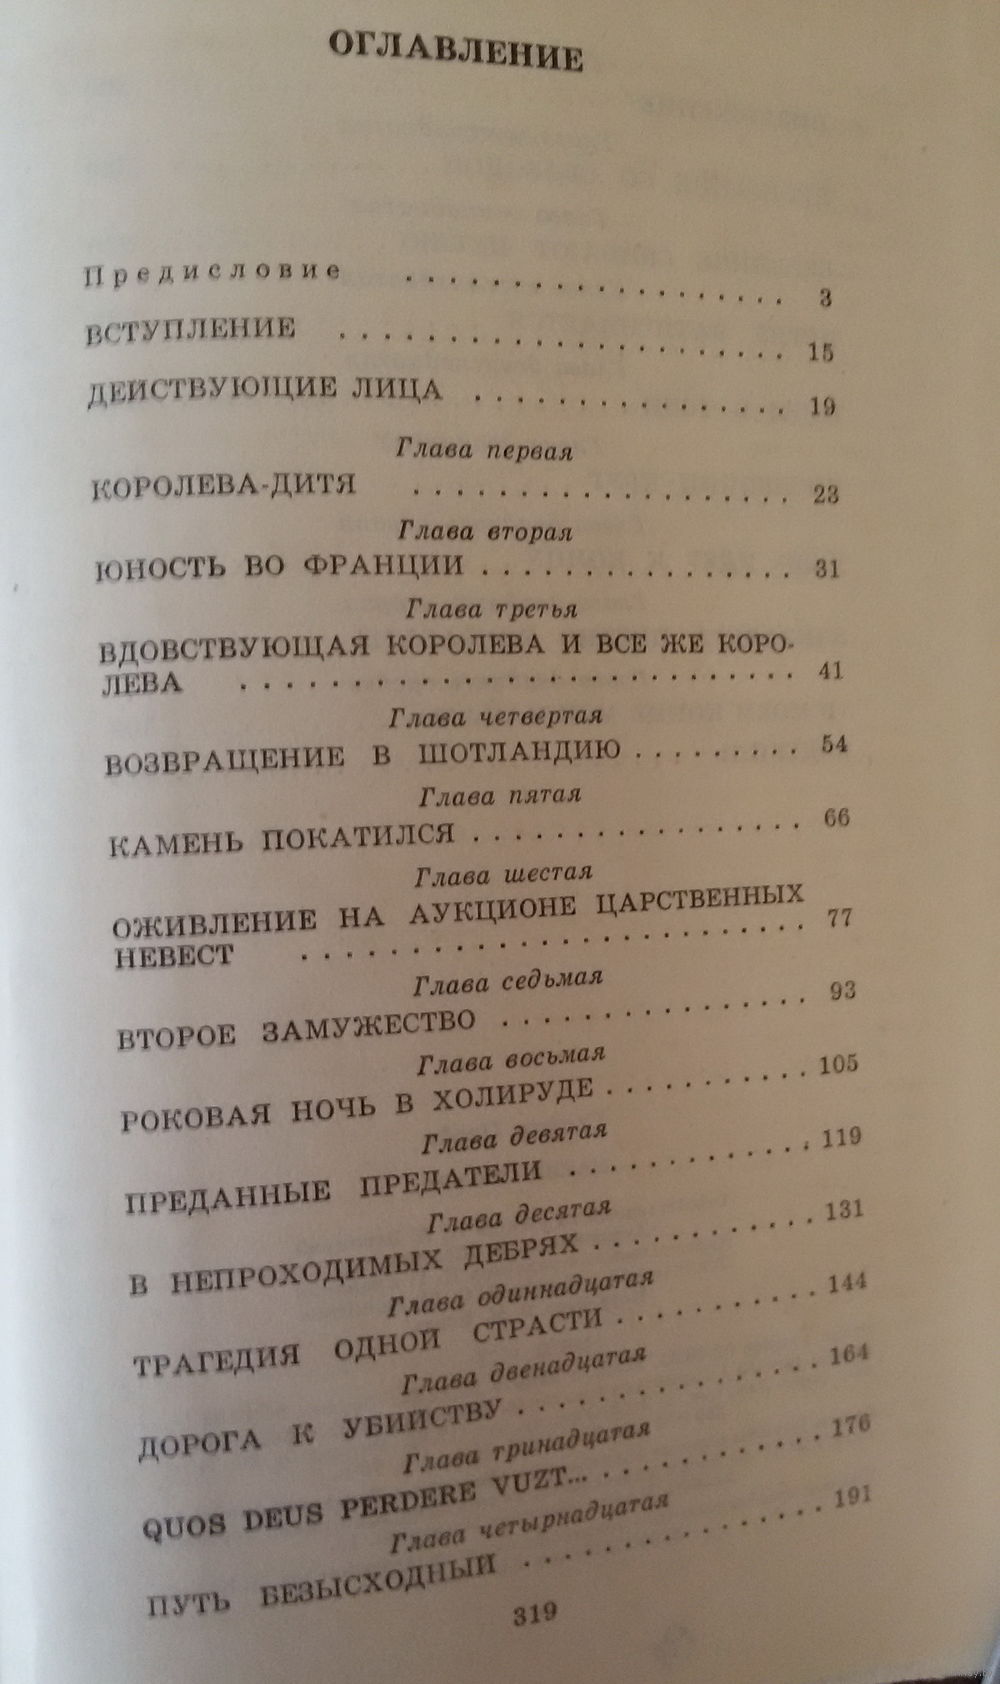 ОГЛАВЛЕНИЕ
Предисловие . . . . . . . . . . . . . . . . . . . 3
ВСТУПЛЕНИЕ . . . . . . . . . . . . . . . . . . . . . 15
ДЕЙСТВУЮЩИЕ ЛИЦА . . . . . . . . . . . . . . . 19
Глава первая
КОРОЛЕВА-ДИТЯ . . . . . . . . . . . . . . . . . . 23
Глава вторая
ЮНОСТЬ ВО ФРАНЦИИ . . . . . . . . . . . . . . . 31
Глава третья
ВДОВСТВУЮЩАЯ КОРОЛЕВА И ВСЕ ЖЕ КОРО-
ЛЕВА . . . . . . . . . . . . . . . . . . . . . . . . . . 41
Глава четвертая
ВОЗВРАЩЕНИЕ В ШОТЛАНДИЮ . . . . . . . . . 54
Глава пятая
КАМЕНЬ ПОКАТИЛСЯ . . . . . . . . . . . . . . . . 66
Глава шестая
ОЖИВЛЕНИЕ НА АУКЦИОНЕ ЦАРСТВЕННЫХ
НЕВЕСТ . . . . . . . . . . . . . . . . . . . . . . . 77
Глава седьмая
ВТОРОЕ ЗАМУЖЕСТВО . . . . . . . . . . . . . . . 93
Глава восьмая
РОКОВАЯ НОЧЬ В ХОЛИРУДЕ . . . . . . . . . . . 105
Глава девятая
ПРЕДАННЫЕ ПРЕДАТЕЛИ . . . . . . . . . . . . . 119
Глава десятая
В НЕПРОХОДИМЫХ ДЕБРЯХ . . . . . . . . . . . . 131
Глава одиннадцатая
ТРАГЕДИЯ ОДНОЙ СТРАСТИ . . . . . . . . . . . 144
Глава двенадцатая
ДОРОГА К УБИЙСТВУ . . . . . . . . . . . . . . . 164
Глава тринадцатая
QUOS DEUS PERDERE VUZT... . . . . . . . . . . . . 176
Глава четырнадцатая
ПУТЬ БЕЗЫСХОДНЫЙ . . . . . . . . . . . . . . . 191
319